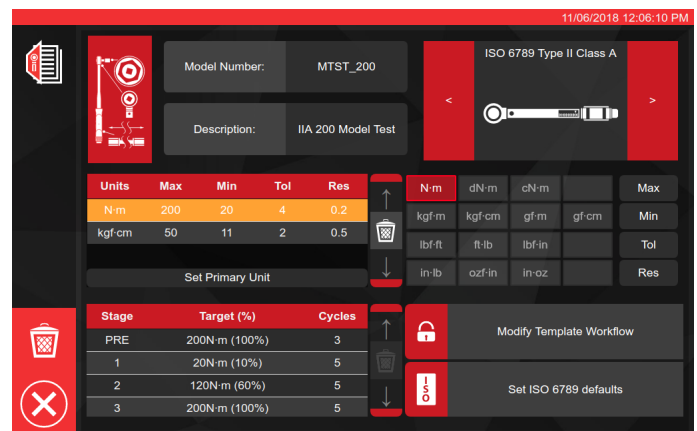 11/06/2018 12:06:10 PM
Model Number: MTST_200
ISO 6789 Type II Class A
< >
Description: IIA 200 Model Test
Units Max Min Tol Res
N·m 200 20 4 0.2
kgf·cm 50 11 2 0.5
Set Primary Unit
N·m dN·m cN·m Max
kgf·m kgf·cm gf·m gf·cm Min
lbf·ft ft·lb lbf·in Tol
in·lb ozf·in in·oz Res
Stage Target (%) Cycles
PRE 200N·m (100%) 3
1 20N·m (10%) 5
2 120N·m (60%) 5
3 200N·m (100%) 5
Modify Template Workflow
ISO
Set ISO 6789 defaults